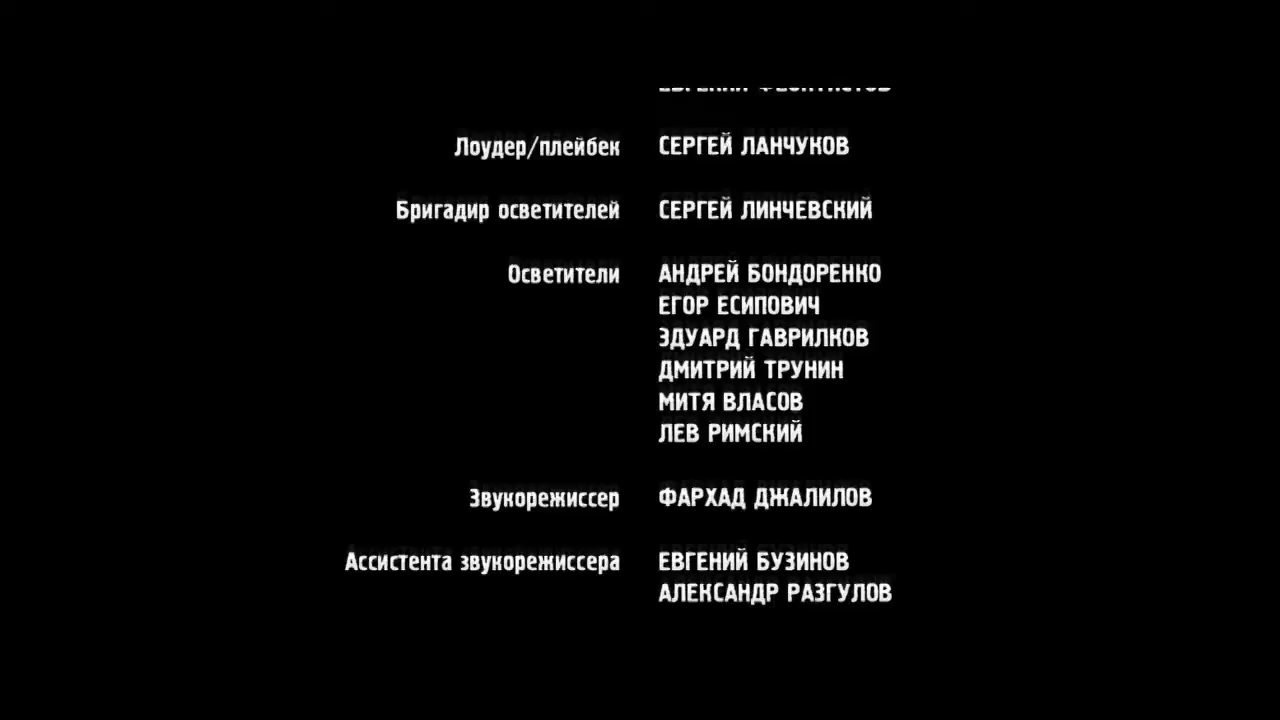 Лоудер/плейбек СЕРГЕЙ ЛАНЧУКОВ
Бригадир осветителей СЕРГЕЙ ЛИНЧЕВСКИЙ
Осветители АНДРЕЙ БОНДОРЕНКО
ЕГОР ЕСИПОВИЧ
ЭДУАРД ГАВРИЛКОВ
ДМИТРИЙ ТРУНИН
МИТЯ ВЛАСОВ
ЛЕВ РИМСКИЙ
Звукорежиссер ФАРХАД ДЖАЛИЛОВ
Ассистента звукорежиссера ЕВГЕНИЙ БУЗИНОВ
АЛЕКСАНДР РАЗГУЛОВ